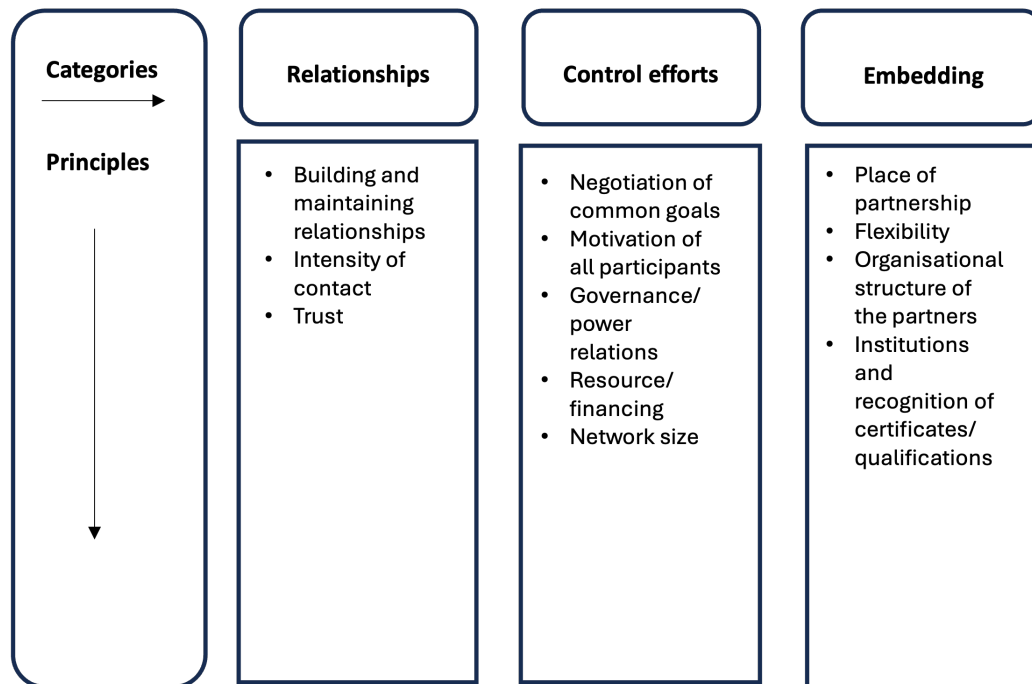 Categories
Principles
Relationships
• Building and
maintaining
relationships
• Intensity of
contact
• Trust
Control efforts
• Negotiation of
common goals
• Motivation of
all participants
• Governance/
power
relations
• Resource/
financing
• Network size
Embedding
• Place of
partnership
• Flexibility
• Organisational
structure of
the partners
• Institutions
and
recognition of
certificates/
qualifications